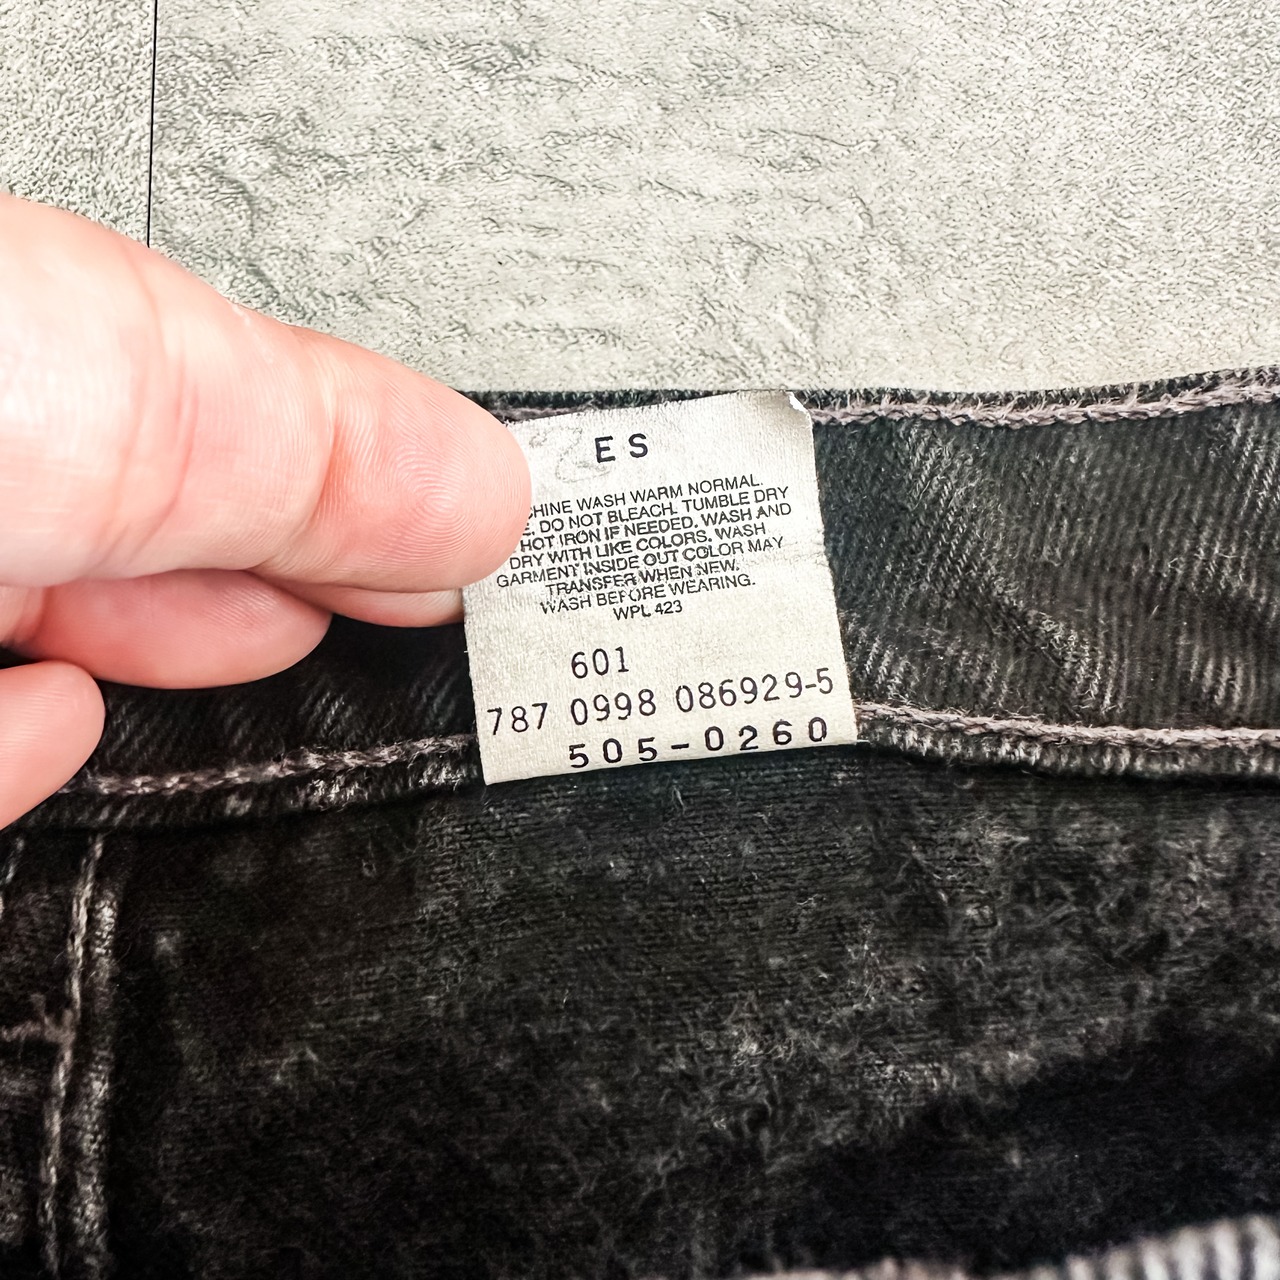 ES
HINE WASH WARM NORMAL.
E. DO NOT BLEACH. TUMBLE DRY
HOT IRON IF NEEDED. WASH AND
DRY WITH LIKE COLORS. WASH
GARMENT INSIDE OUT COLOR MAY
TRANSFER WHEN NEW.
WASH BEFORE WEARING.
WPL 423
601
787 0998 086929-5
505-0260